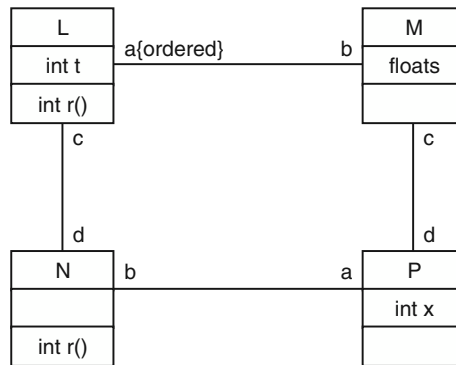 L
int t
int r()
a{ordered}
b
M
floats
c
c
d
d
N
int r()
b
a
P
int x